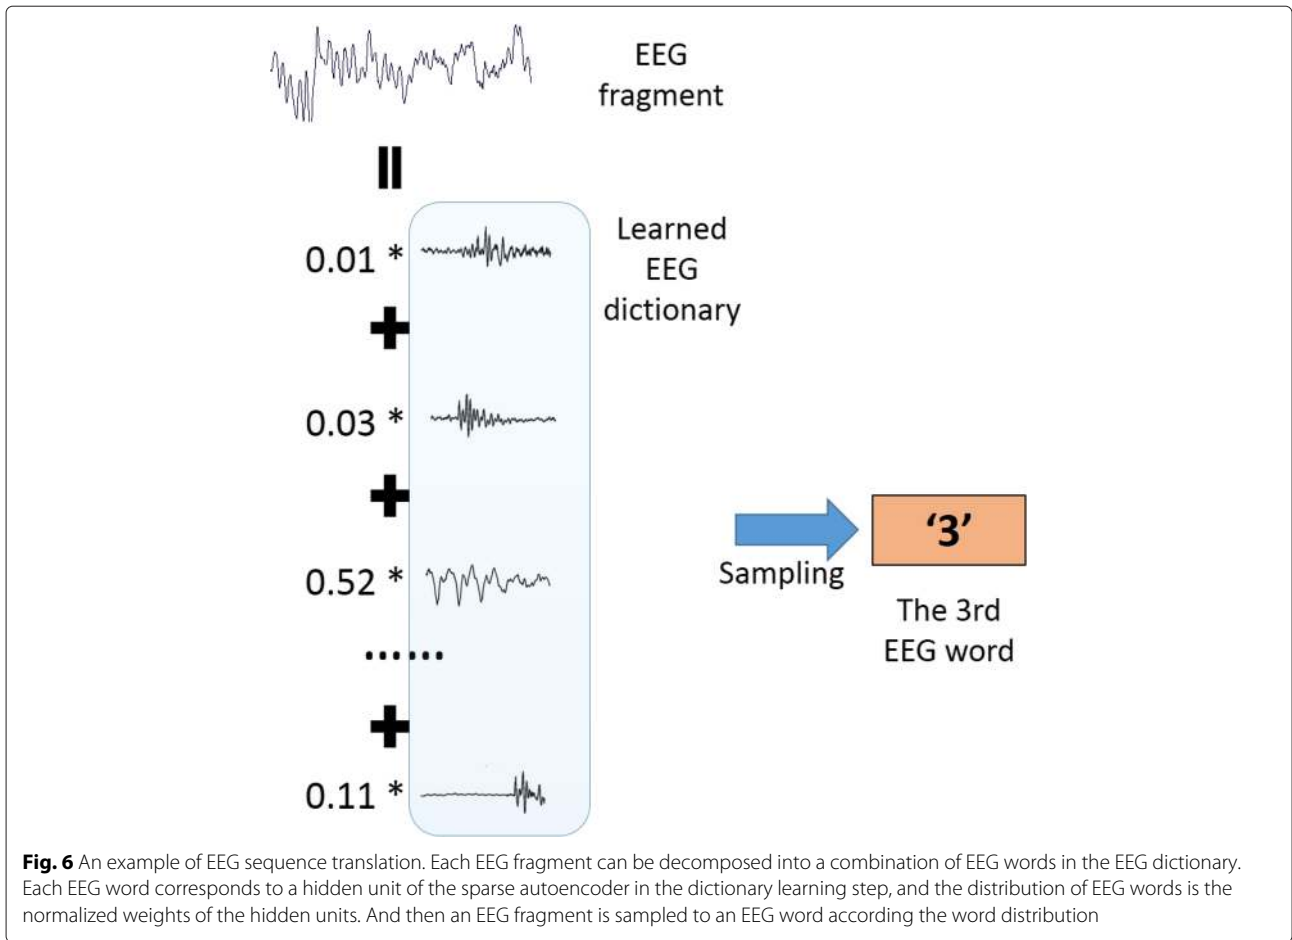 EEG
fragment
=
0.01 *
Learned
EEG
dictionary
+
0.03 *
+
0.52 *
Sampling
‘3’
The 3rd
EEG word
......
+
0.11 *
Fig. 6 An example of EEG sequence translation. Each EEG fragment can be decomposed into a combination of EEG words in the EEG dictionary.
Each EEG word corresponds to a hidden unit of the sparse autoencoder in the dictionary learning step, and the distribution of EEG words is the
normalized weights of the hidden units. And then an EEG fragment is sampled to an EEG word according the word distribution